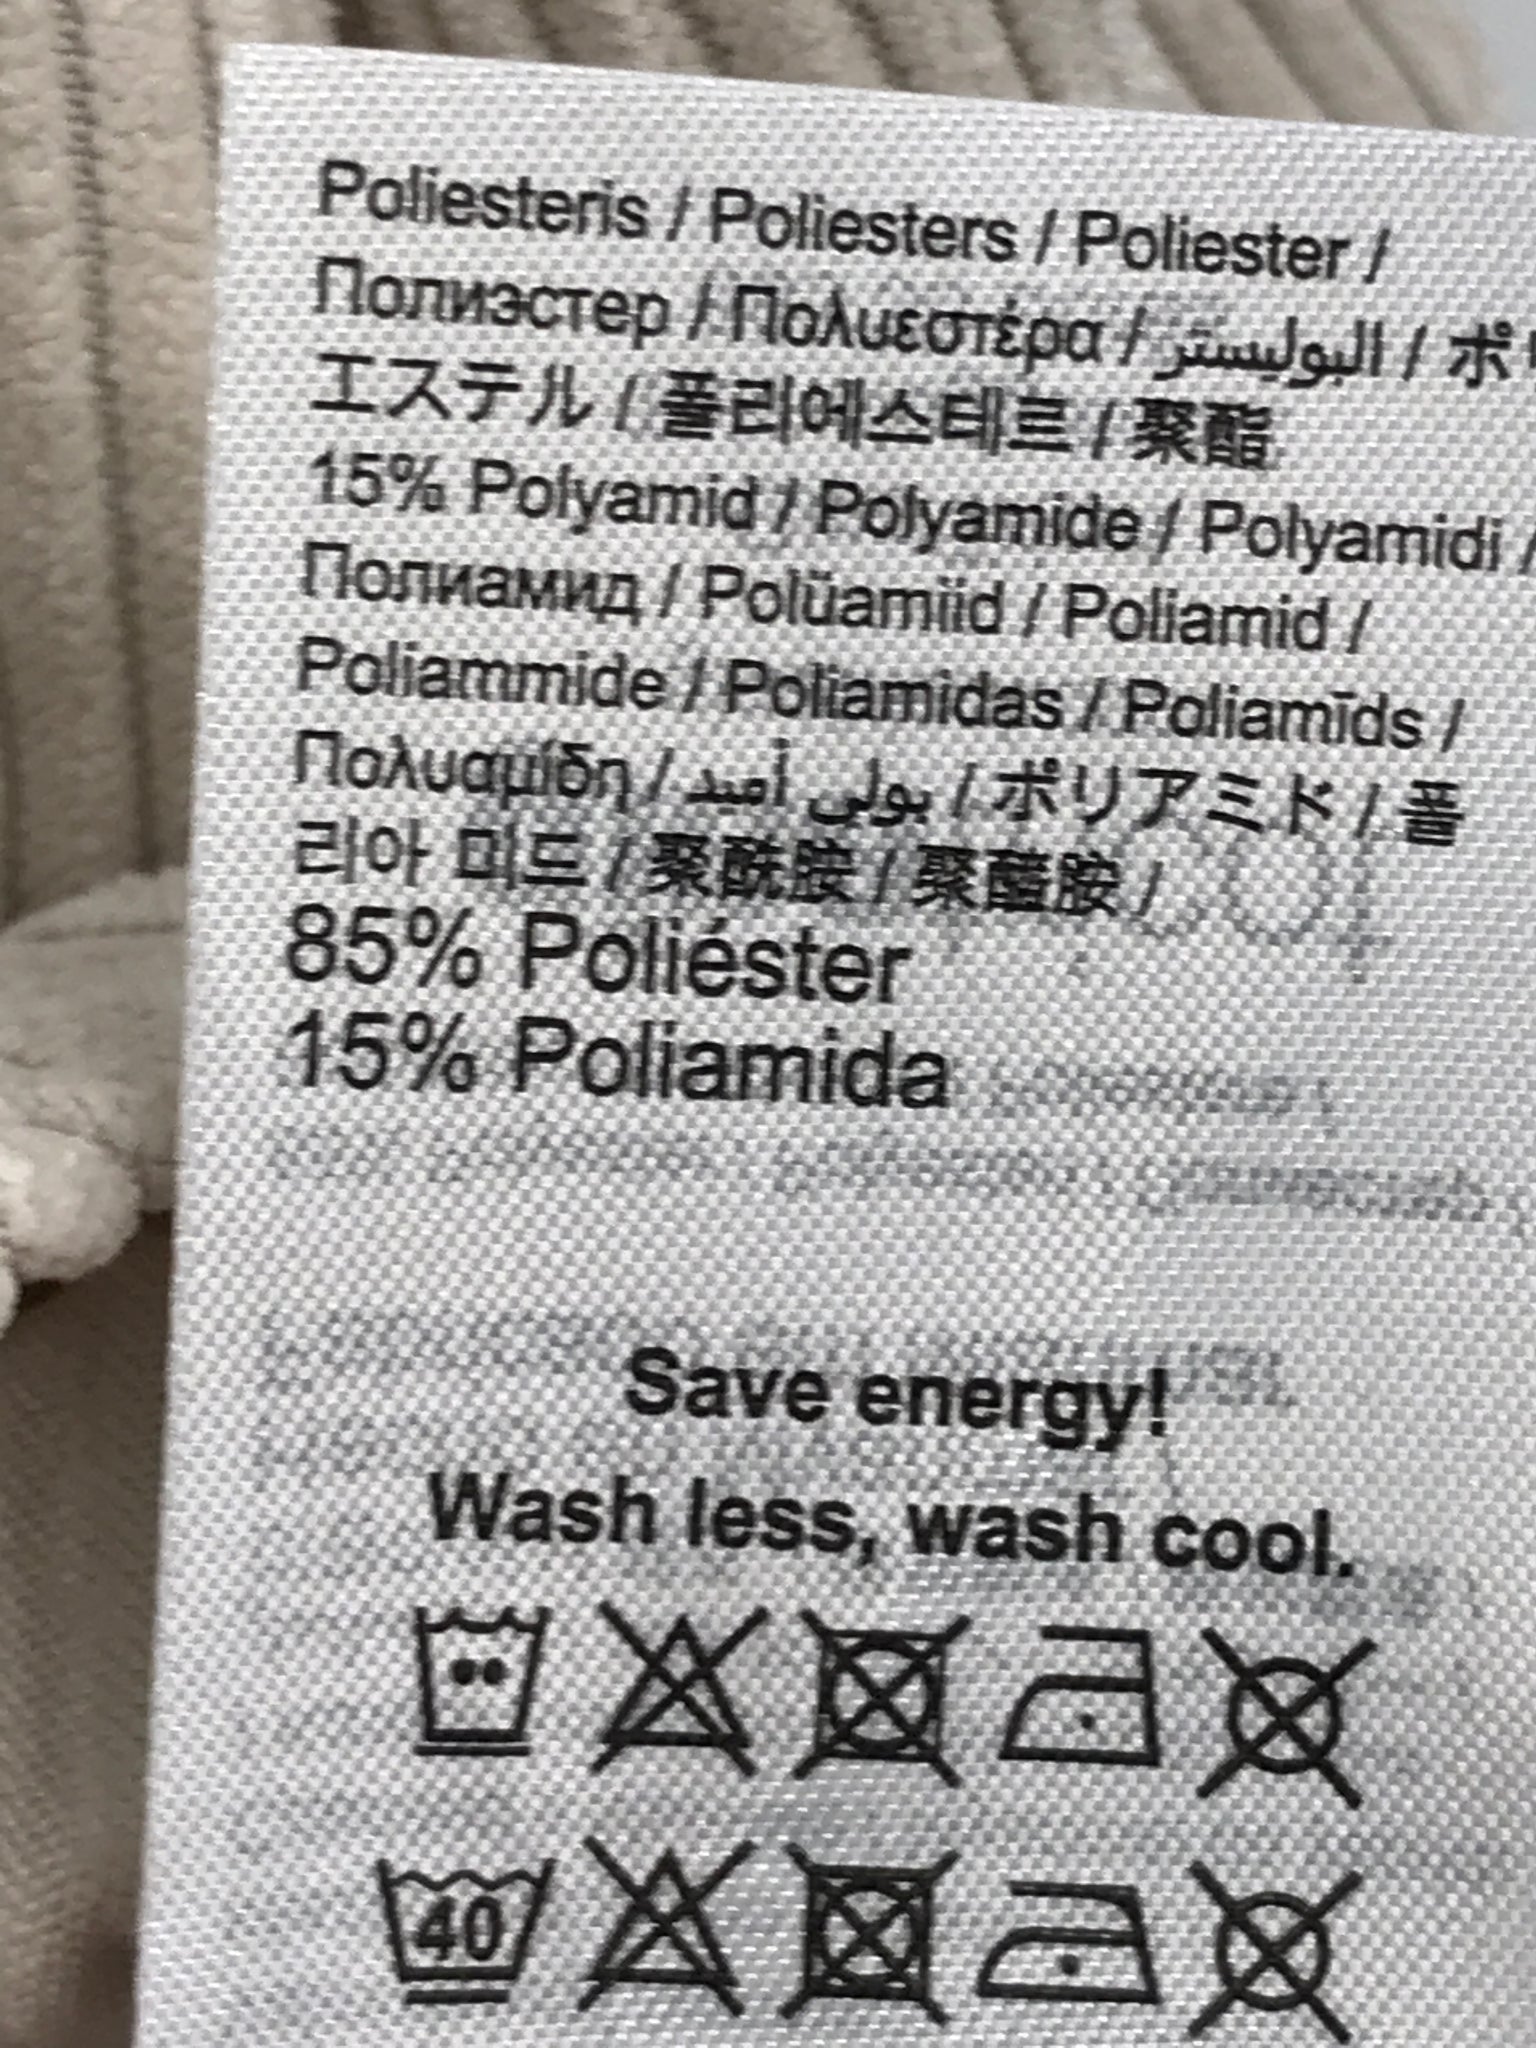 Poliesteris / Poliesters / Poliester /
Полиэстер / Πολυεστέρα / البوليستر / ポリ
エステル / 폴리에스테르 / 聚酯
15% Polyamid / Polyamide / Polyamidi /
Полиамид / Polüamiid / Poliamid /
Poliammide / Poliamidas / Poliamīds /
Πολυαμίδη / بولي أميد / ポリアミド / 폴
리아 미드 / 聚酰胺 / 聚醯胺 /
85% Poliéster
15% Poliamida
Save energy!
Wash less, wash cool.
40